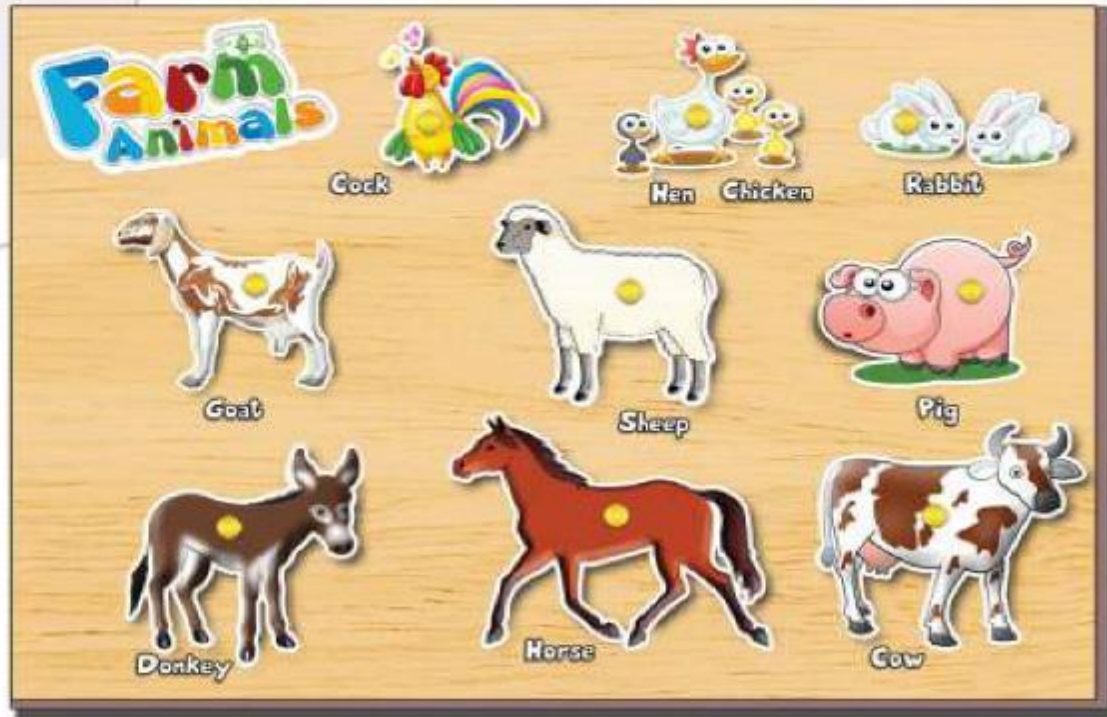 Farm
Animals
Cock
Hen Chicken
Rabbit
Goat
Sheep
Pig
Donkey
Horse
Cow